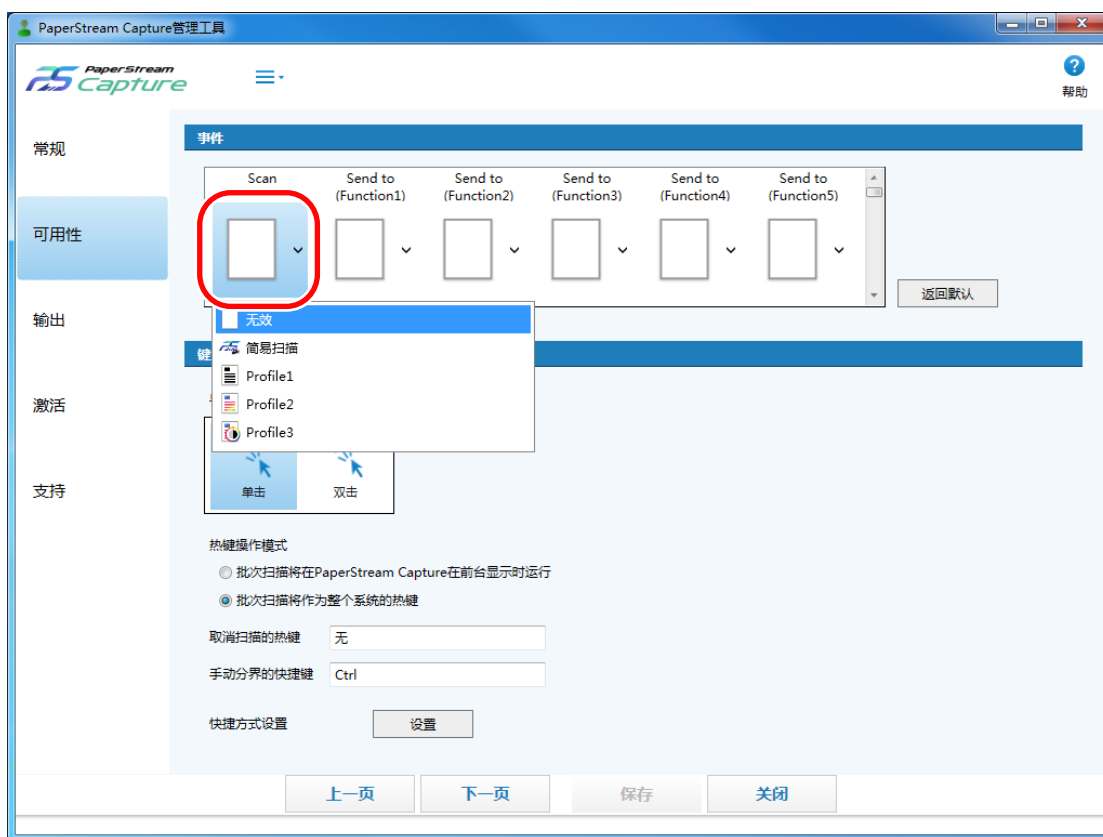 PaperStream Capture管理工具
PaperStream
Capture
帮助
常规
可用性
输出
激活
支持
事件
Scan
Send to
(Function1)
Send to
(Function2)
Send to
(Function3)
Send to
(Function4)
Send to
(Function5)
返回默认
无效
简易扫描
Profile1
Profile2
Profile3
键
单击
双击
热键操作模式
批次扫描将在PaperStream Capture在前台显示时运行
批次扫描将作为整个系统的热键
取消扫描的热键
无
手动分界的快捷键
Ctrl
快捷方式设置
设置
上一页
下一页
保存
关闭